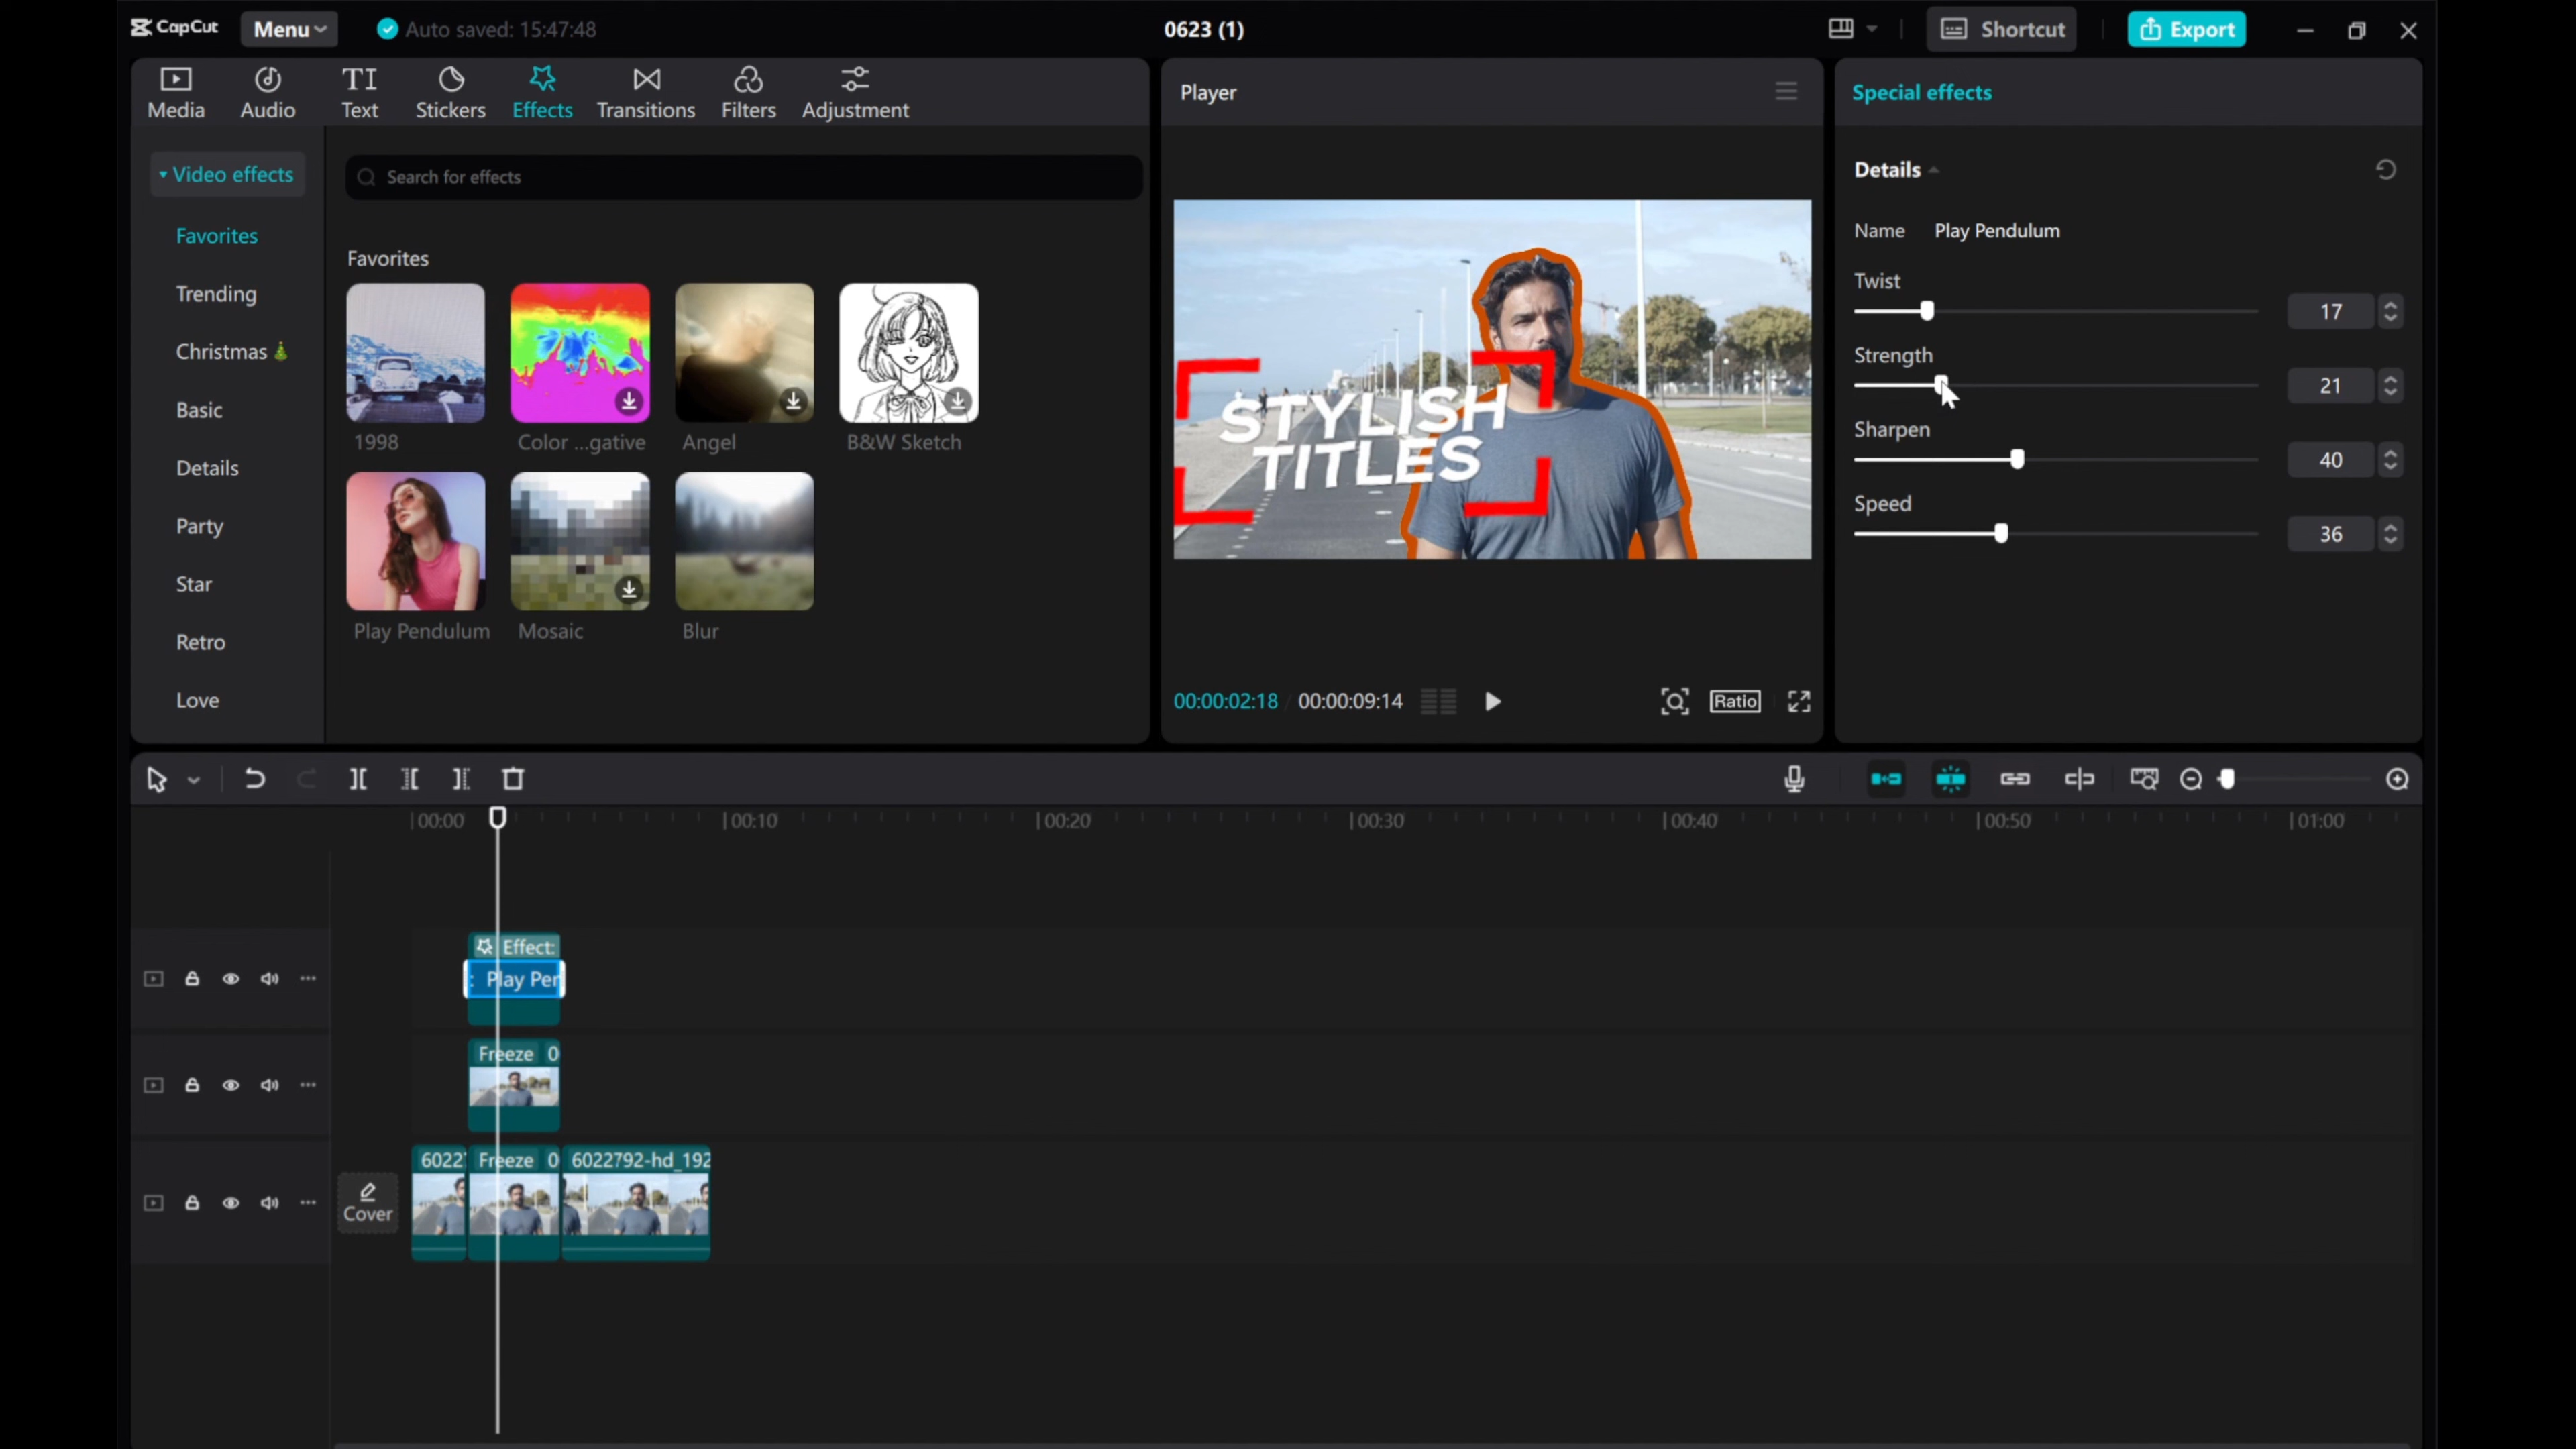 CapCut
Menu
Auto saved: 15:47:48
0623 (1)
Shortcut
Export
Media
Audio
TI
Text
Stickers
Effects
Transitions
Filters
Adjustment
Video effects
Favorites
Trending
Christmas
Basic
Details
Party
Star
Retro
Love
Search for effects
Favorites
1998
Color ...gative
Angel
B&W Sketch
Play Pendulum
Mosaic
Blur
Player
STYLISH
TITLES
00:00:02:18
00:00:09:14
Ratio
Special effects
Details
Name Play Pendulum
Twist
17
Strength
21
Sharpen
40
Speed
36
00:00
00:10
00:20
00:30
00:40
00:50
01:00
Effect:
: Play Per
Freeze 0
Cover
6022
Freeze 0
6022792-hd_192